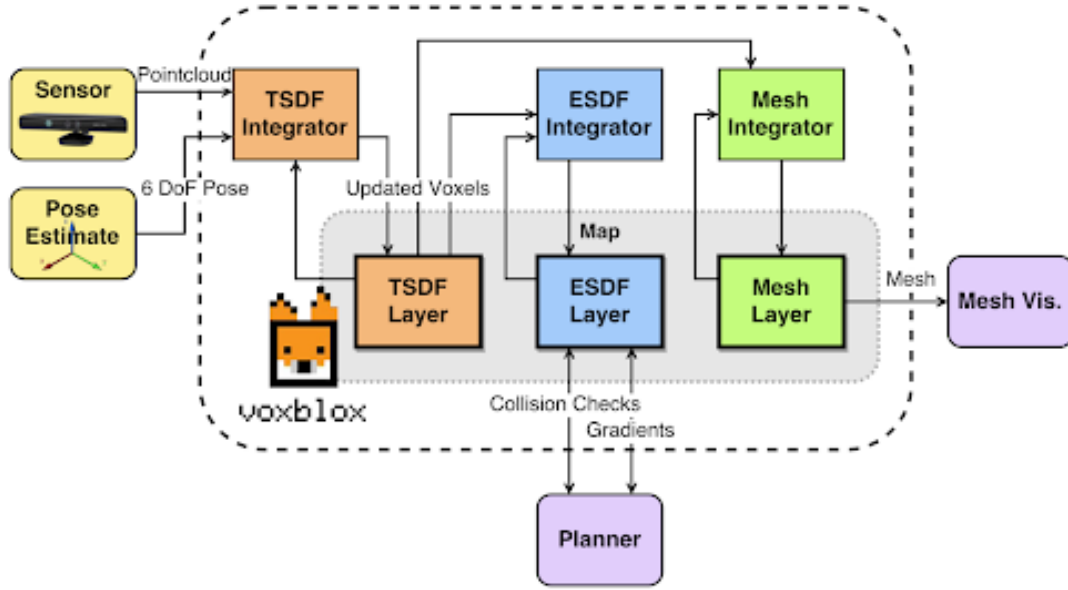 Pointcloud
Sensor
TSDF
Integrator
ESDF
Integrator
Mesh
Integrator
6 DoF Pose
Updated Voxels
Pose
Estimate
Map
TSDF
Layer
ESDF
Layer
Mesh
Layer
Mesh
Mesh Vis.
voxblox
Collision Checks
Gradients
Planner